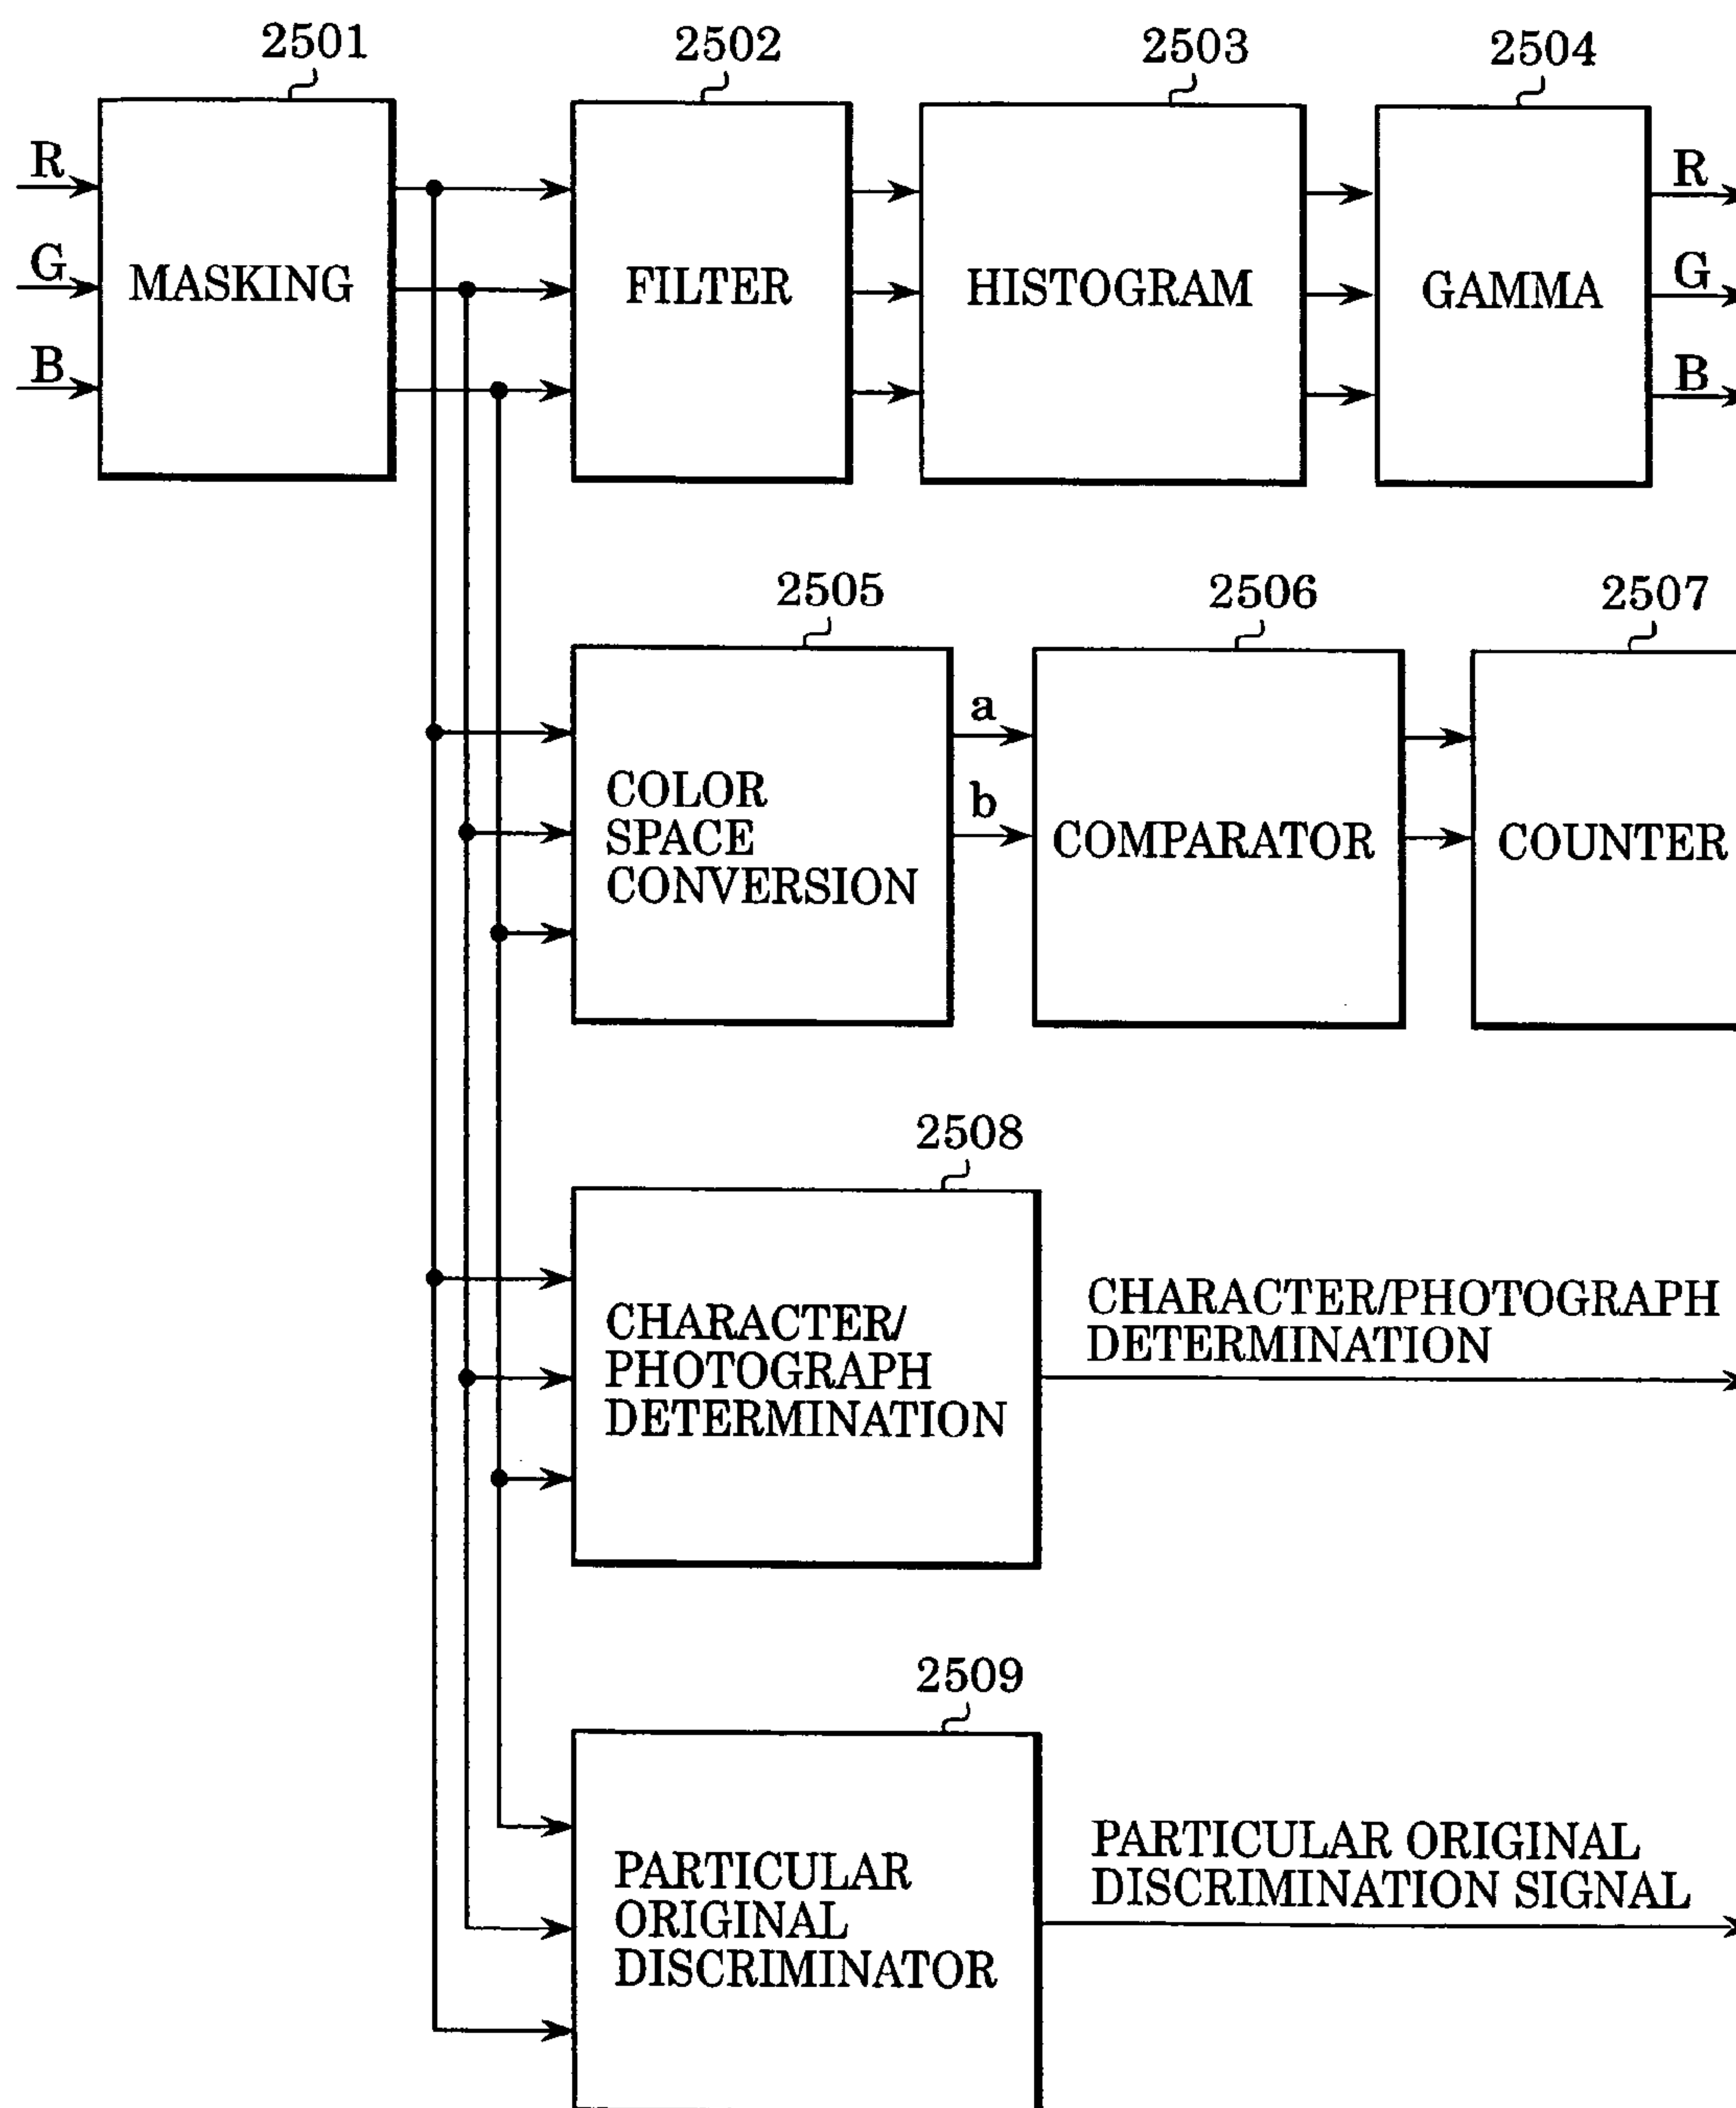 2501
2502
2503
2504
R
G
B
MASKING
FILTER
HISTOGRAM
GAMMA
R
G
B
2505
2506
2507
COLOR
SPACE
CONVERSION
a
b
COMPARATOR
COUNTER
2508
CHARACTER/
PHOTOGRAPH
DETERMINATION
CHARACTER/PHOTOGRAPH
DETERMINATION
2509
PARTICULAR
ORIGINAL
DISCRIMINATOR
PARTICULAR ORIGINAL
DISCRIMINATION SIGNAL